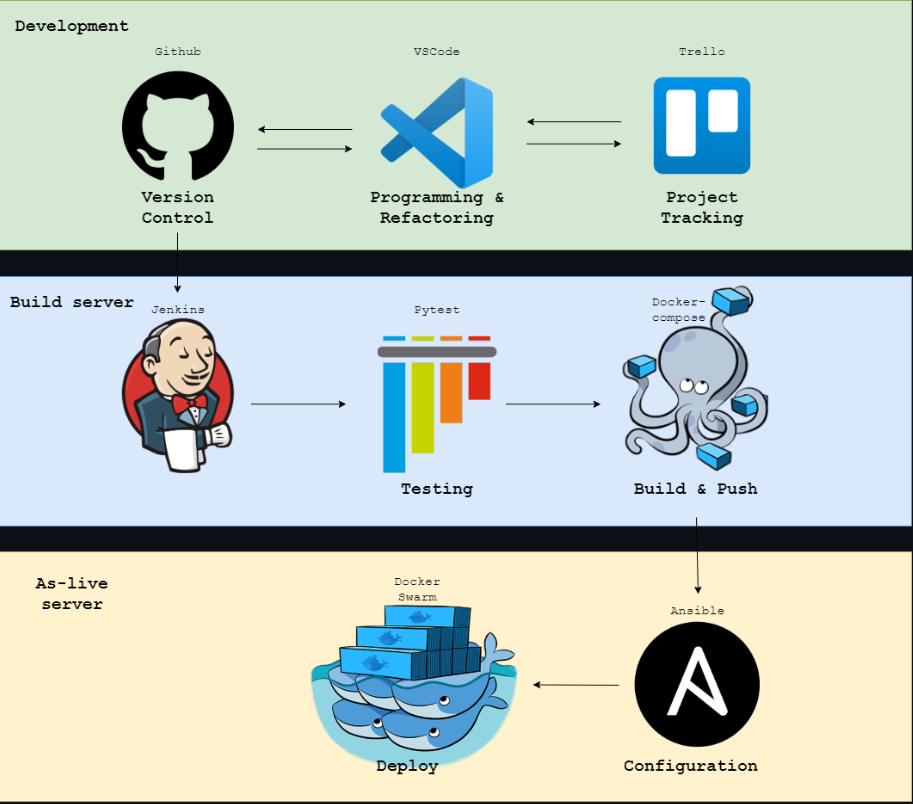 Development
Github
VSCode
Trello
Version
Control
Programming &
Refactoring
Project
Tracking
Build server
Jenkins
Pytest
Docker-
compose
Testing
Build & Push
As-live
server
Docker
Swarm
Ansible
Deploy
Configuration